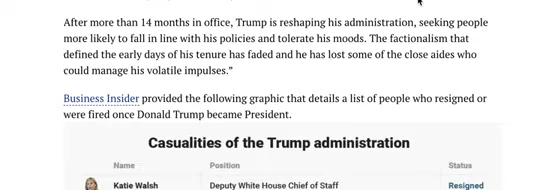 After more than 14 months in office, Trump is reshaping his administration, seeking people
more likely to fall in line with his policies and tolerate his moods. The factionalism that
defined the early days of his tenure has faded and he has lost some of the close aides who
could manage his volatile impulses.”
Business Insider provided the following graphic that details a list of people who resigned or
were fired once Donald Trump became President.
Casualities of the Trump administration
Name Position Status
Katie Walsh Deputy White House Chief of Staff Resigned